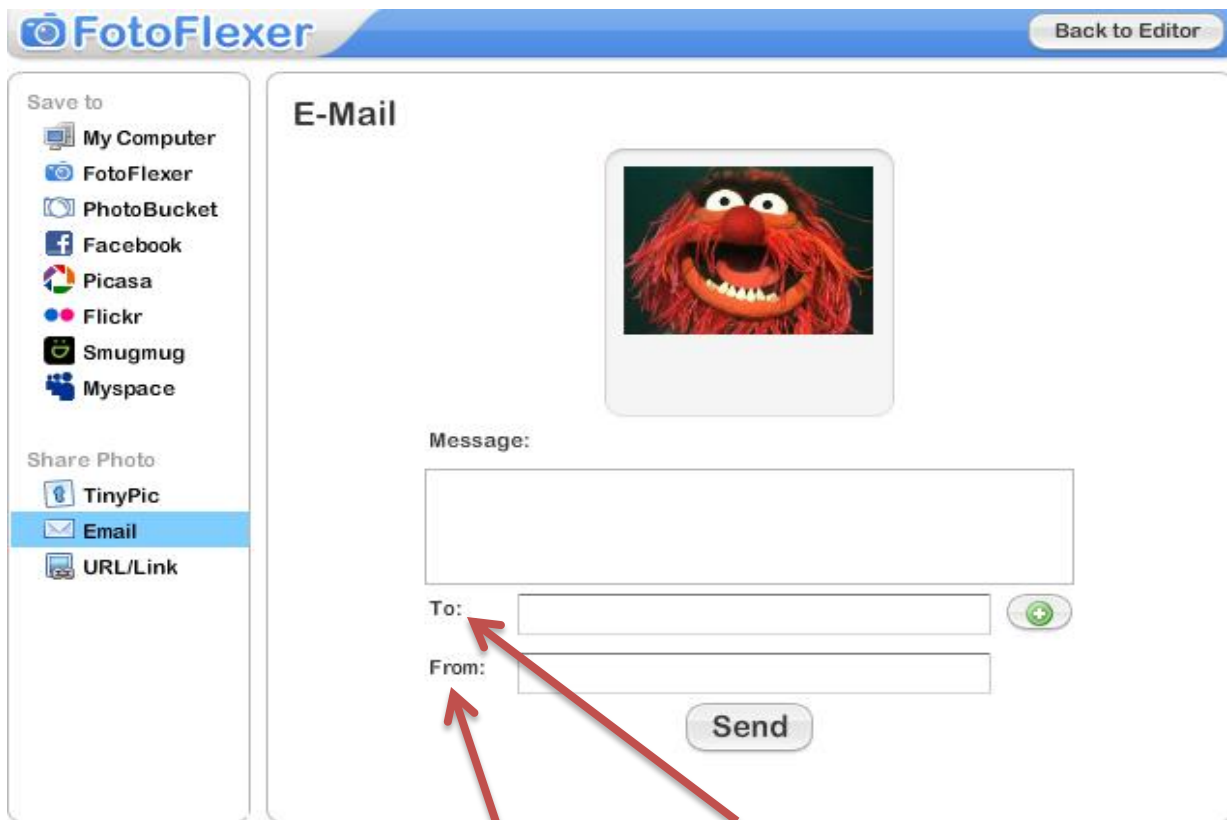 FotoFlexer
Back to Editor
Save to
My Computer
FotoFlexer
PhotoBucket
Facebook
Picasa
Flickr
Smugmug
Myspace
Share Photo
TinyPic
Email
URL/Link
E-Mail
Message:
To:
From:
Send